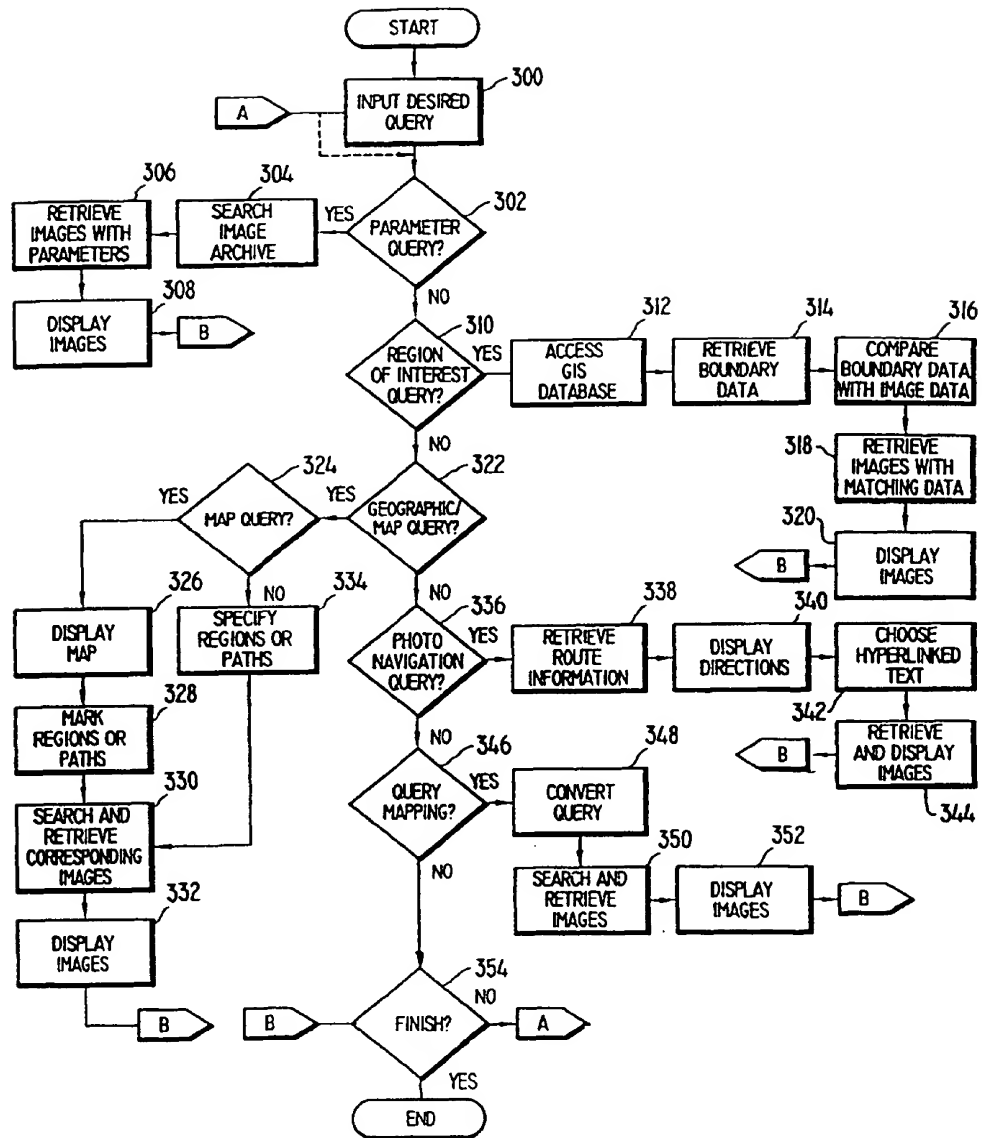 START
300
A
INPUT DESIRED
QUERY
306
304
302
RETRIEVE
IMAGES WITH
PARAMETERS
SEARCH
IMAGE
ARCHIVE
YES
PARAMETER
QUERY?
308
DISPLAY
IMAGES
B
NO
310
312
314
316
REGION
OF INTEREST
QUERY?
YES
ACCESS
GIS
DATABASE
RETRIEVE
BOUNDARY
DATA
COMPARE
BOUNDARY DATA
WITH IMAGE DATA
NO
318
RETRIEVE
IMAGES WITH
MATCHING DATA
324
322
YES
MAP QUERY?
YES
GEOGRAPHIC/
MAP QUERY?
320
B
DISPLAY
IMAGES
326
NO
334
NO
336
338
340
DISPLAY
MAP
SPECIFY
REGIONS OR
PATHS
PHOTO
NAVIGATION
QUERY?
YES
RETRIEVE
ROUTE
INFORMATION
DISPLAY
DIRECTIONS
CHOOSE
HYPERLINKED
TEXT
342
328
MARK
REGIONS OR
PATHS
NO
346
348
B
RETRIEVE
AND DISPLAY
IMAGES
344
330
QUERY
MAPPING?
YES
CONVERT
QUERY
SEARCH AND
RETRIEVE
CORRESPONDING
IMAGES
NO
350
352
SEARCH AND
RETRIEVE
IMAGES
DISPLAY
IMAGES
B
332
DISPLAY
IMAGES
354
B
B
FINISH?
NO
A
YES
END